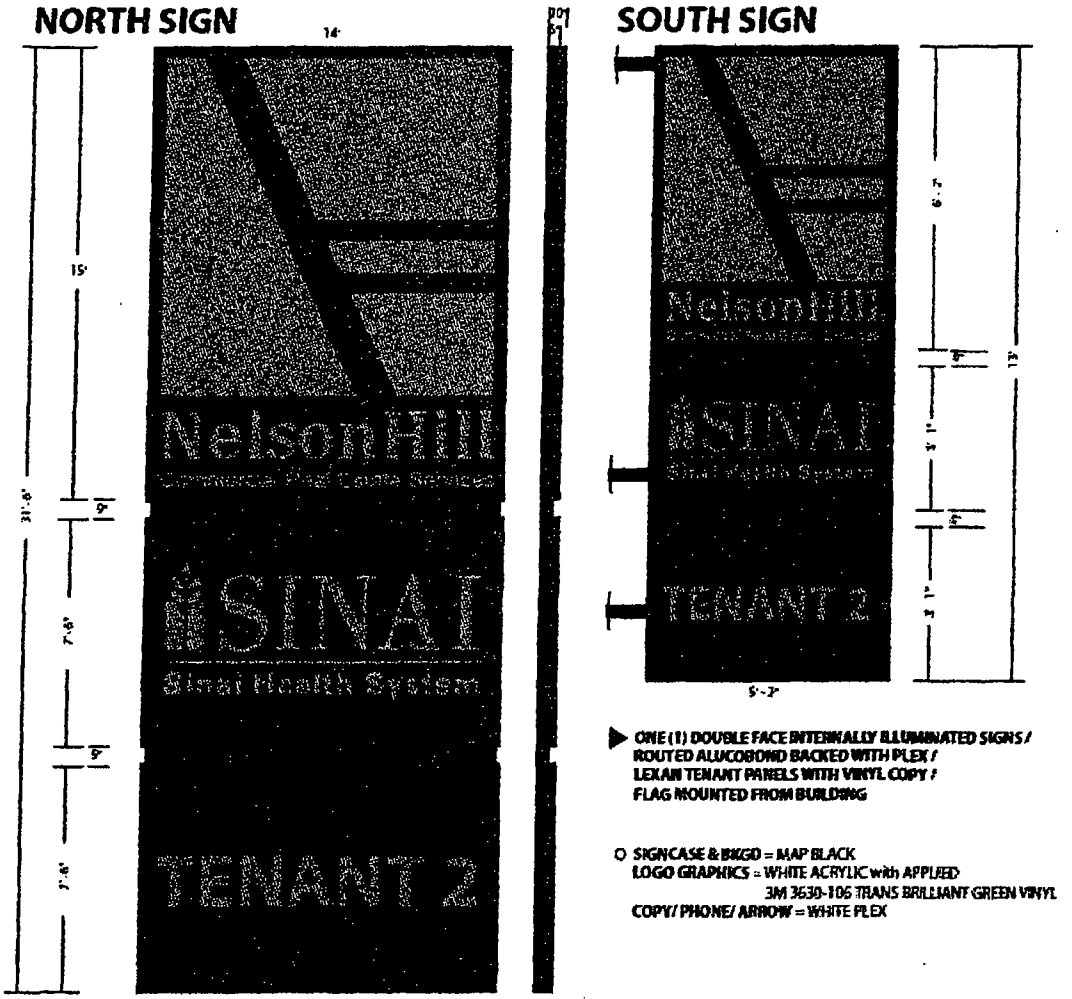 NORTH SIGN
14'
15'
31'-6"
9"
7'-6"
9"
7'-6"
NelsonHill
Commercial Real Estate Services
SINAI
Sinai Health System
TENANT 2
SOUTH SIGN
NelsonHill
SINAI
Sinai Health System
TENANT 2
13'
3' 1"
3' 1"
5'-2"
ONE (1) DOUBLE FACE INTERNALLY ILLUMINATED SIGNS /
ROUTED ALUCOBOND BACKED WITH PLEX /
LEXAN TENANT PANELS WITH VINYL COPY /
FLAG MOUNTED FROM BUILDING
SIGNCASE & BKGD = MAP BLACK
LOGO GRAPHICS = WHITE ACRYLIC with APPLIED
3M 3630-106 TRANS BRILLIANT GREEN VINYL
COPY/ PHONE/ ARROW = WHITE PLEX